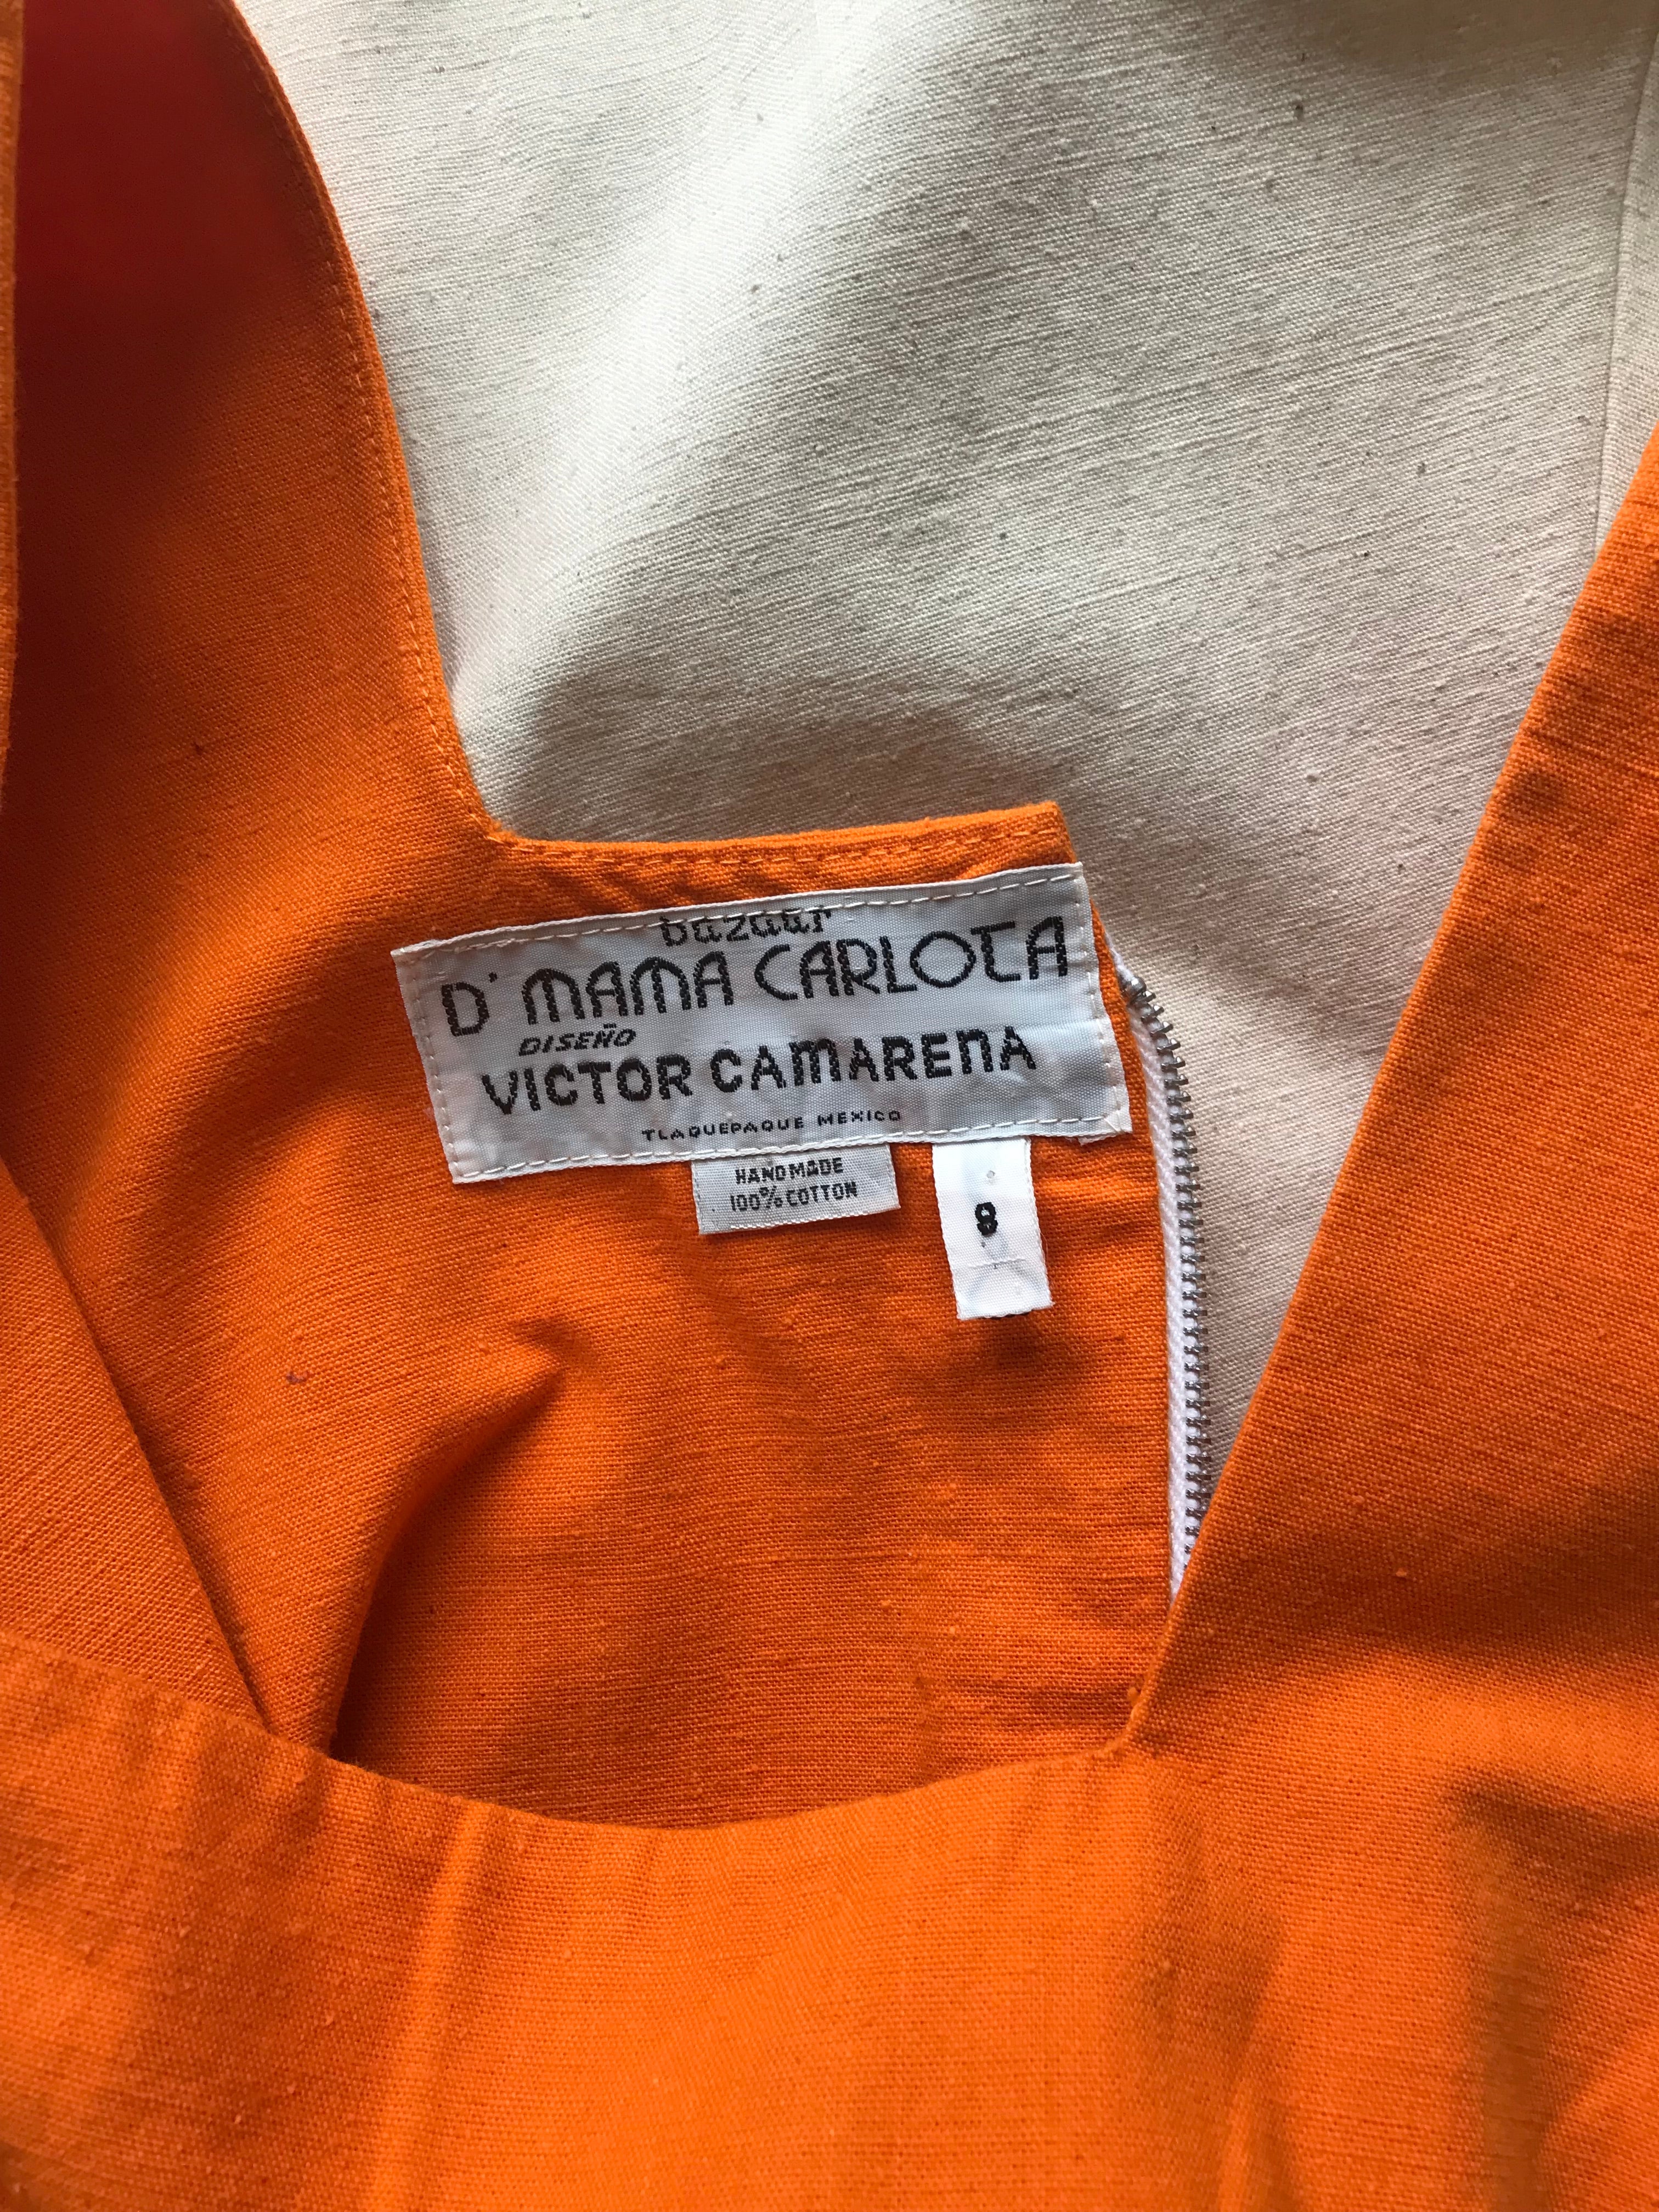 bazaar
D' MAMA CARLOTA
DISEÑO
VICTOR CAMARENA
TLAQUEPAQUE MEXICO
HANDMADE
100% COTTON
8